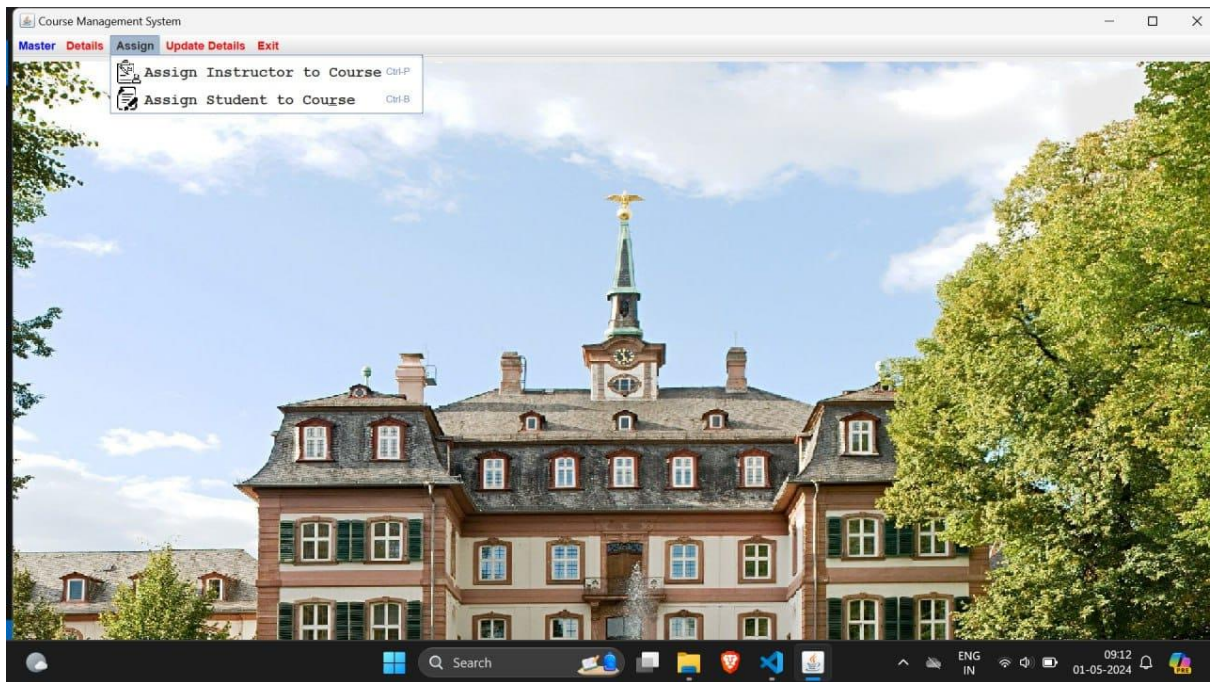 Course Management System
Master Details Assign Update Details Exit
Assign Instructor to Course Ctrl-P
Assign Student to Course Ctrl-B
Search
ENG
IN
09:12
01-05-2024
PRE